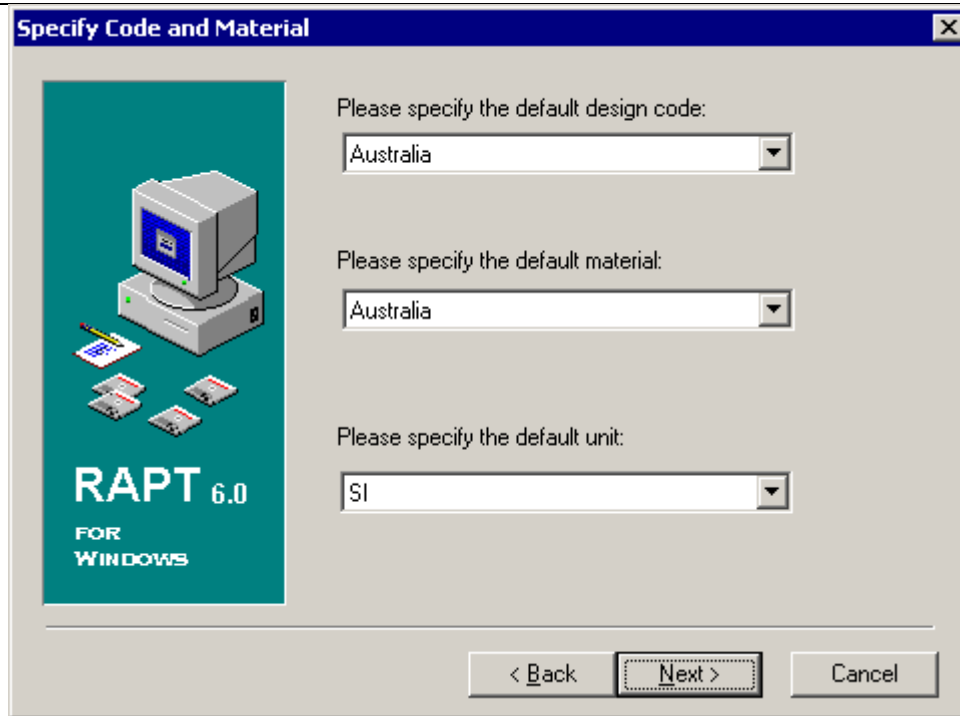 Specify Code and Material
Please specify the default design code:
Australia
Please specify the default material:
Australia
Please specify the default unit:
SI
RAPT 6.0
FOR
WINDOWS
< Back
Next >
Cancel